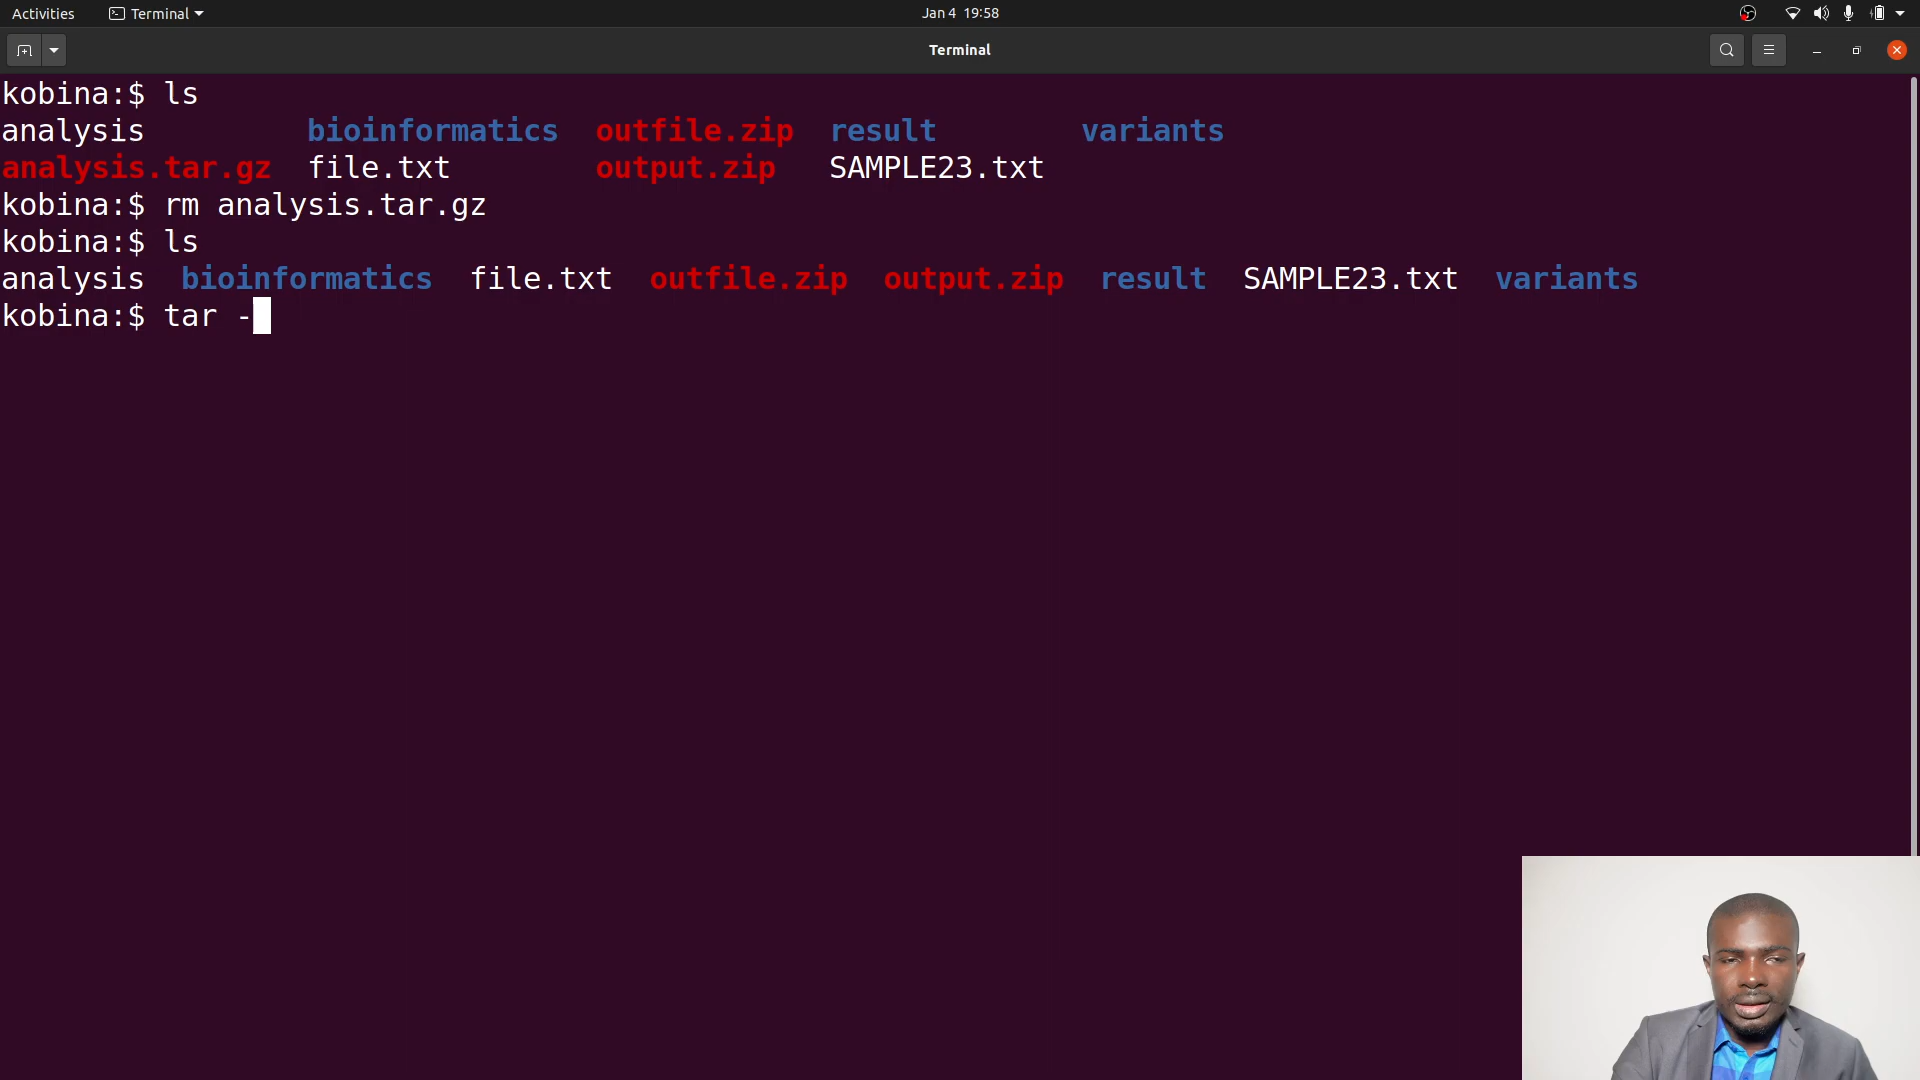 Activities Terminal Jan 4 19:58
Terminal
kobina:$ ls
analysis bioinformatics outfile.zip result variants
analysis.tar.gz file.txt output.zip SAMPLE23.txt
kobina:$ rm analysis.tar.gz
kobina:$ ls
analysis bioinformatics file.txt outfile.zip output.zip result SAMPLE23.txt variants
kobina:$ tar -